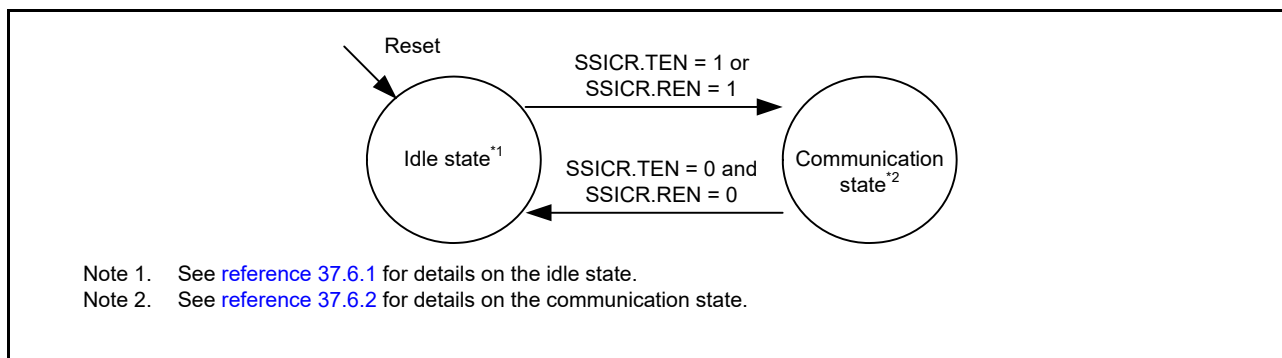 Reset
SSICR.TEN = 1 or
SSICR.REN = 1
Idle state*1
Communication
state*2
SSICR.TEN = 0 and
SSICR.REN = 0
Note 1. See reference 37.6.1 for details on the idle state.
Note 2. See reference 37.6.2 for details on the communication state.